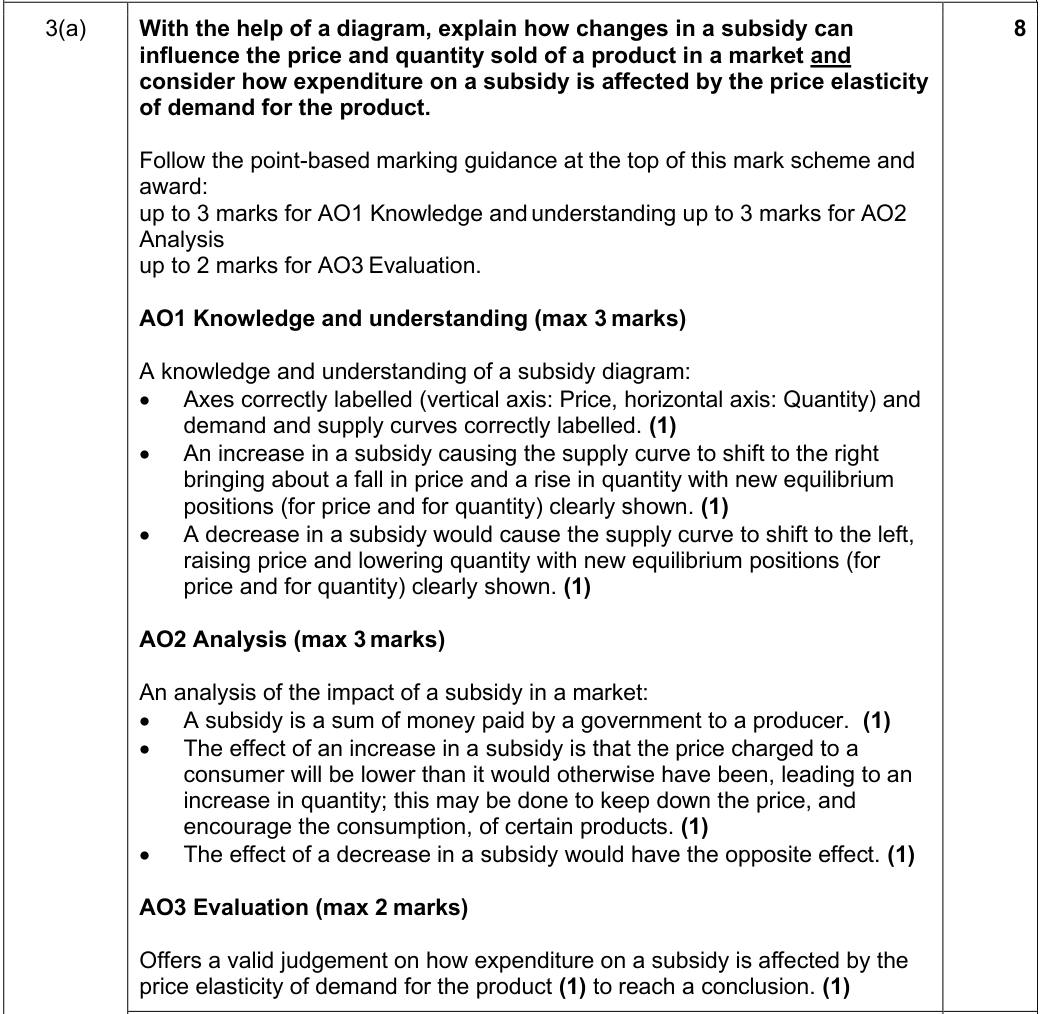 3(a)
With the help of a diagram, explain how changes in a subsidy can
8
influence the price and quantity sold of a product in a market and
consider how expenditure on a subsidy is affected by the price elasticity
of demand for the product.
Follow the point-based marking guidance at the top of this mark scheme and
award:
up to 3 marks for AO1 Knowledge and understanding up to 3 marks for AO2
Analysis
up to 2 marks for AO3 Evaluation.
AO1 Knowledge and understanding (max 3 marks)
A knowledge and understanding of a subsidy diagram:
• Axes correctly labelled (vertical axis: Price, horizontal axis: Quantity) and
demand and supply curves correctly labelled. (1)
• An increase in a subsidy causing the supply curve to shift to the right
bringing about a fall in price and a rise in quantity with new equilibrium
positions (for price and for quantity) clearly shown. (1)
• A decrease in a subsidy would cause the supply curve to shift to the left,
raising price and lowering quantity with new equilibrium positions (for
price and for quantity) clearly shown. (1)
AO2 Analysis (max 3 marks)
An analysis of the impact of a subsidy in a market:
• A subsidy is a sum of money paid by a government to a producer. (1)
• The effect of an increase in a subsidy is that the price charged to a
consumer will be lower than it would otherwise have been, leading to an
increase in quantity; this may be done to keep down the price, and
encourage the consumption, of certain products. (1)
• The effect of a decrease in a subsidy would have the opposite effect. (1)
AO3 Evaluation (max 2 marks)
Offers a valid judgement on how expenditure on a subsidy is affected by the
price elasticity of demand for the product (1) to reach a conclusion. (1)